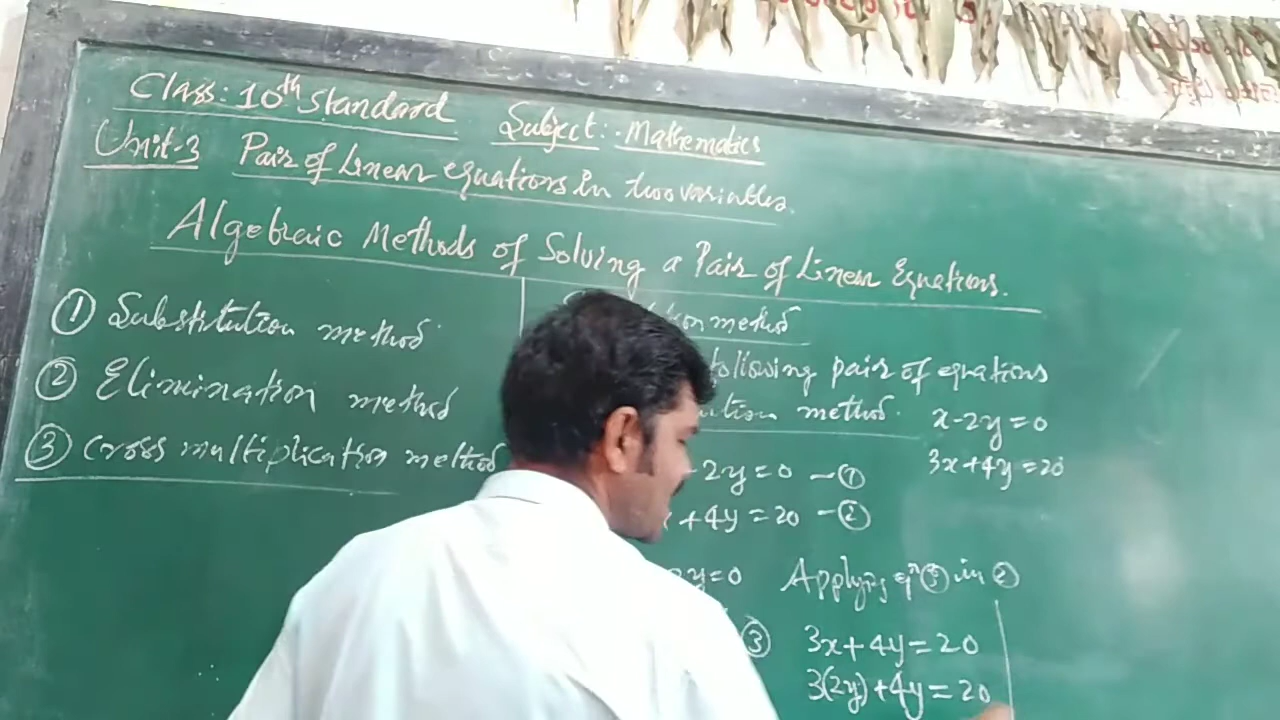 Class: 10th standard Subject:- Mathematics
Unit-3 Pair of Linear equations in two variables.
Algebraic Methods of Solving a Pair of Linear Equations.
① Substitution method
② Elimination method
③ Cross multiplication method
method
following pair of equations
method. x-2y=0
3x+4y=20
-2y=0 -①
+4y=20 -②
2y=0 Applying eqn ③ in ②
③ 3x+4y=20
3(2y)+4y=20